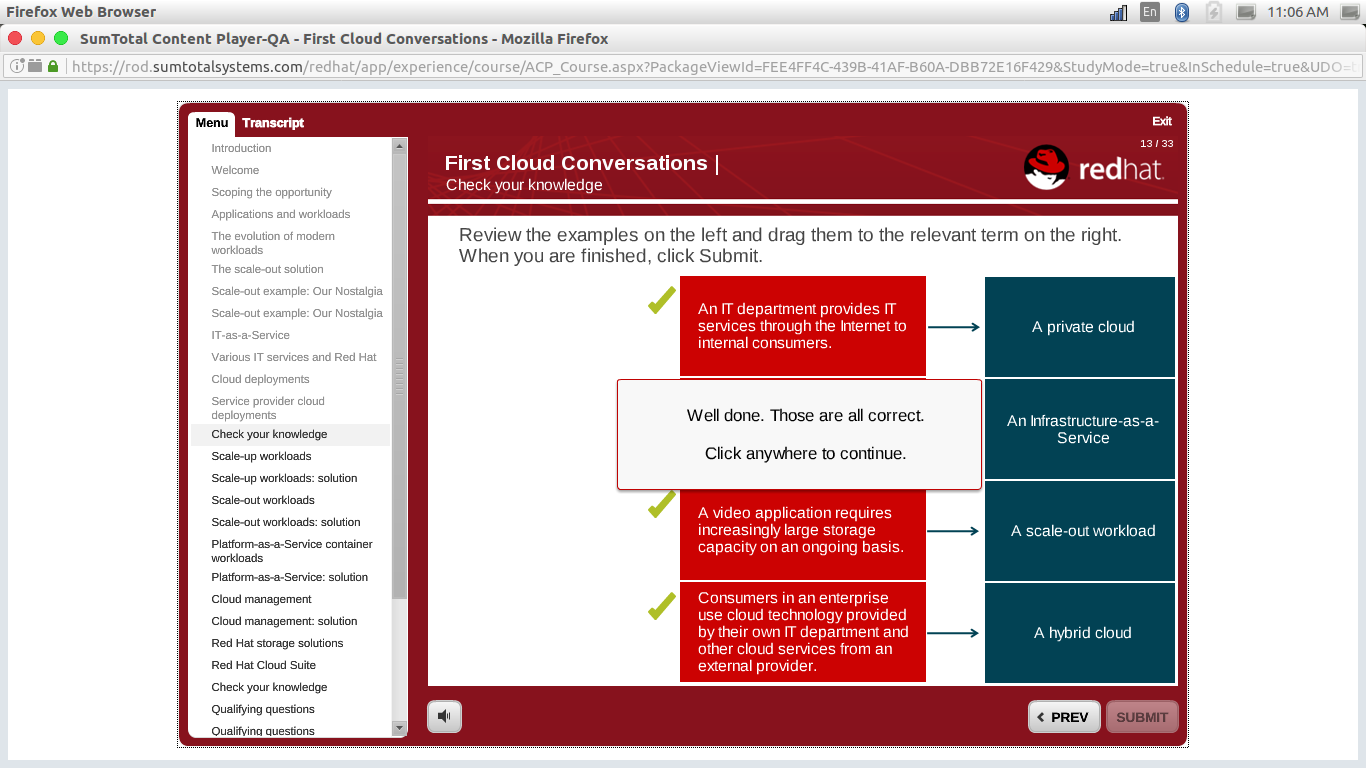 Firefox Web Browser
En
11:06 AM
SumTotal Content Player-QA - First Cloud Conversations - Mozilla Firefox
https://rod.sumtotalsystems.com/redhat/app/experience/course/ACP_Course.aspx?PackageViewId=FEE4FF4C-439B-41AF-B60A-DBB72E16F429&StudyMode=true&InSchedule=true&UDO=
Menu
Transcript
Exit
13 / 33
First Cloud Conversations |
Check your knowledge
redhat.
Introduction
Welcome
Scoping the opportunity
Applications and workloads
The evolution of modern
workloads
The scale-out solution
Scale-out example: Our Nostalgia
Scale-out example: Our Nostalgia
IT-as-a-Service
Various IT services and Red Hat
Cloud deployments
Service provider cloud
deployments
Check your knowledge
Scale-up workloads
Scale-up workloads: solution
Scale-out workloads
Scale-out workloads: solution
Platform-as-a-Service container
workloads
Platform-as-a-Service: solution
Cloud management
Cloud management: solution
Red Hat storage solutions
Red Hat Cloud Suite
Check your knowledge
Qualifying questions
Qualifying questions
Review the examples on the left and drag them to the relevant term on the right.
When you are finished, click Submit.
An IT department provides IT
services through the Internet to
internal consumers.
A private cloud
Well done. Those are all correct.
Click anywhere to continue.
An Infrastructure-as-a-
Service
A video application requires
increasingly large storage
capacity on an ongoing basis.
A scale-out workload
Consumers in an enterprise
use cloud technology provided
by their own IT department and
other cloud services from an
external provider.
A hybrid cloud
PREV
SUBMIT